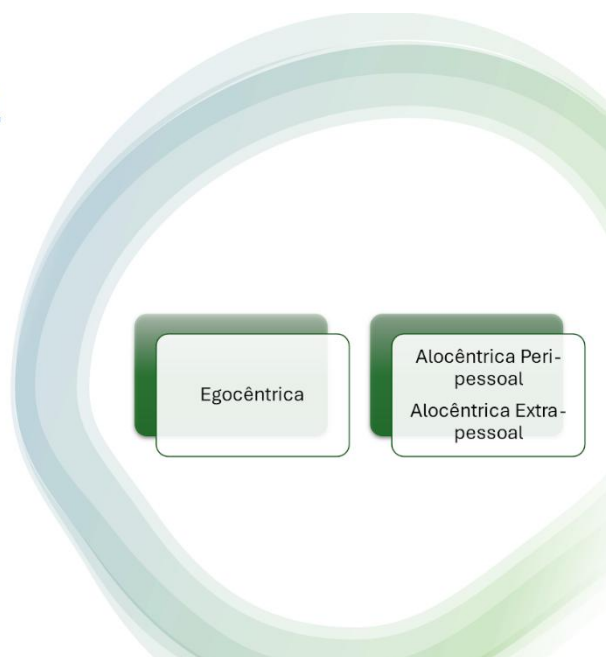 Egocêntrica
Alocêntrica Peri-
pessoal
Alocêntrica Extra-
pessoal